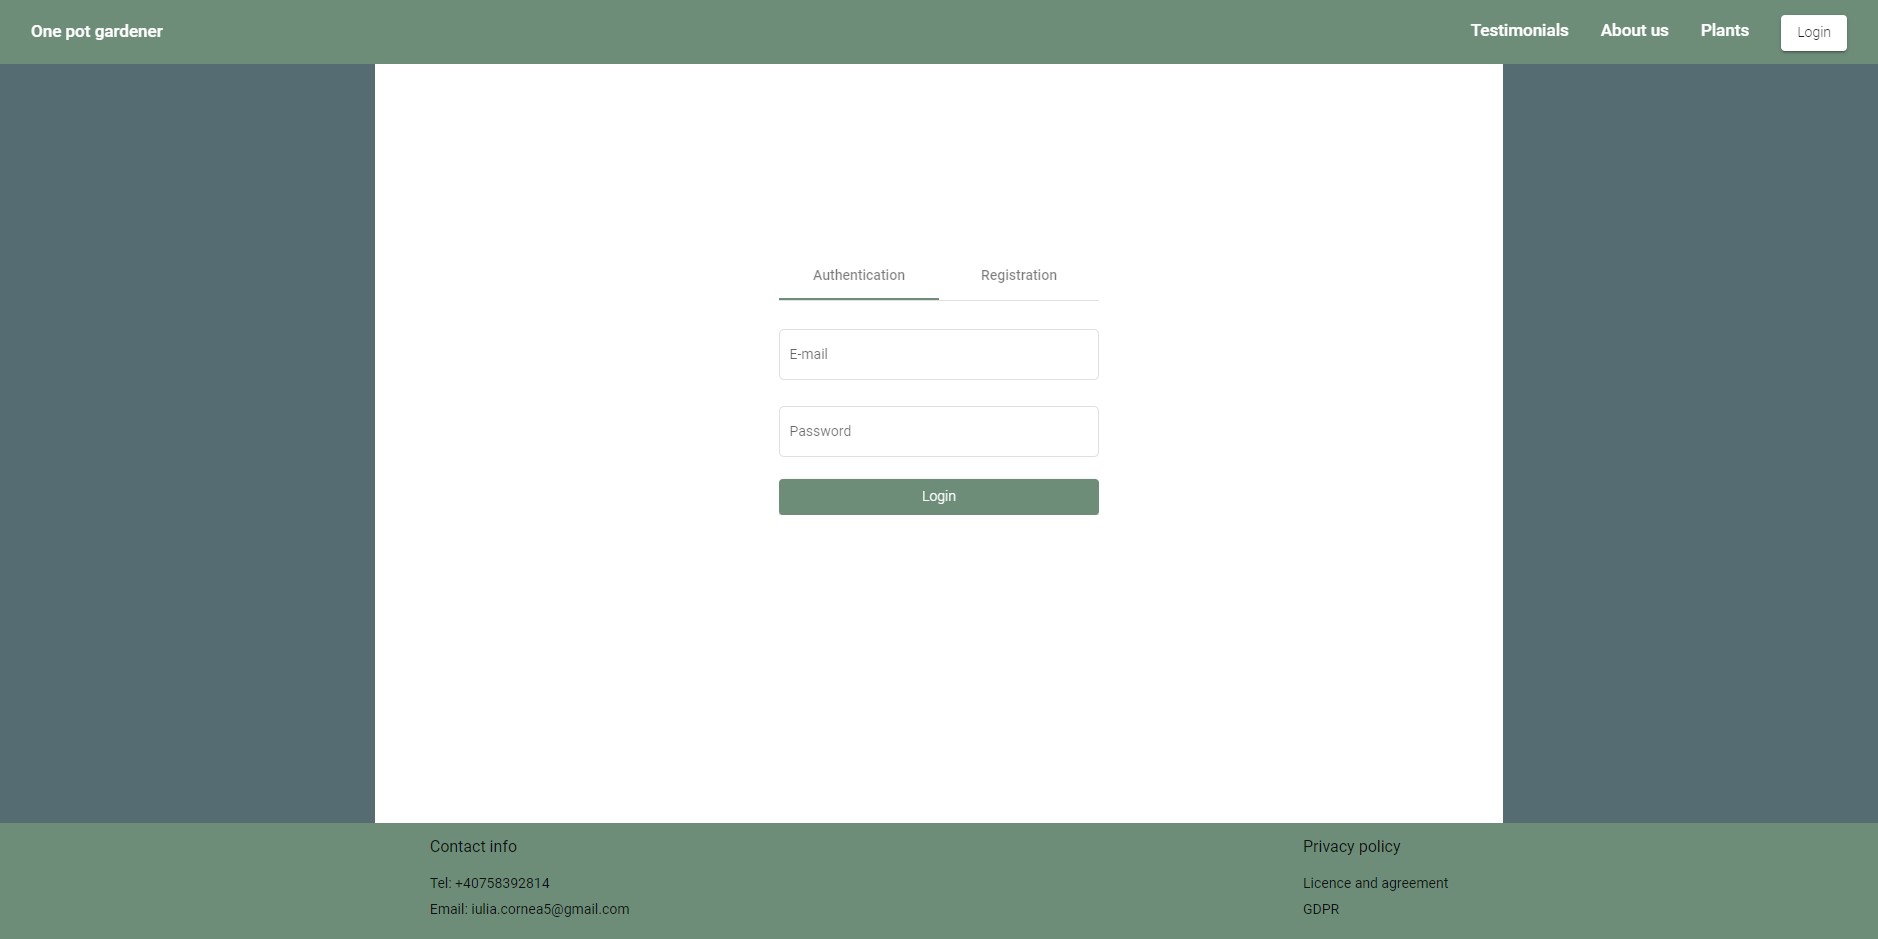 One pot gardener
Testimonials About us Plants Login
Authentication Registration
E-mail
Password
Login
Contact info
Tel: +40758392814
Email: iulia.cornea5@gmail.com
Privacy policy
Licence and agreement
GDPR